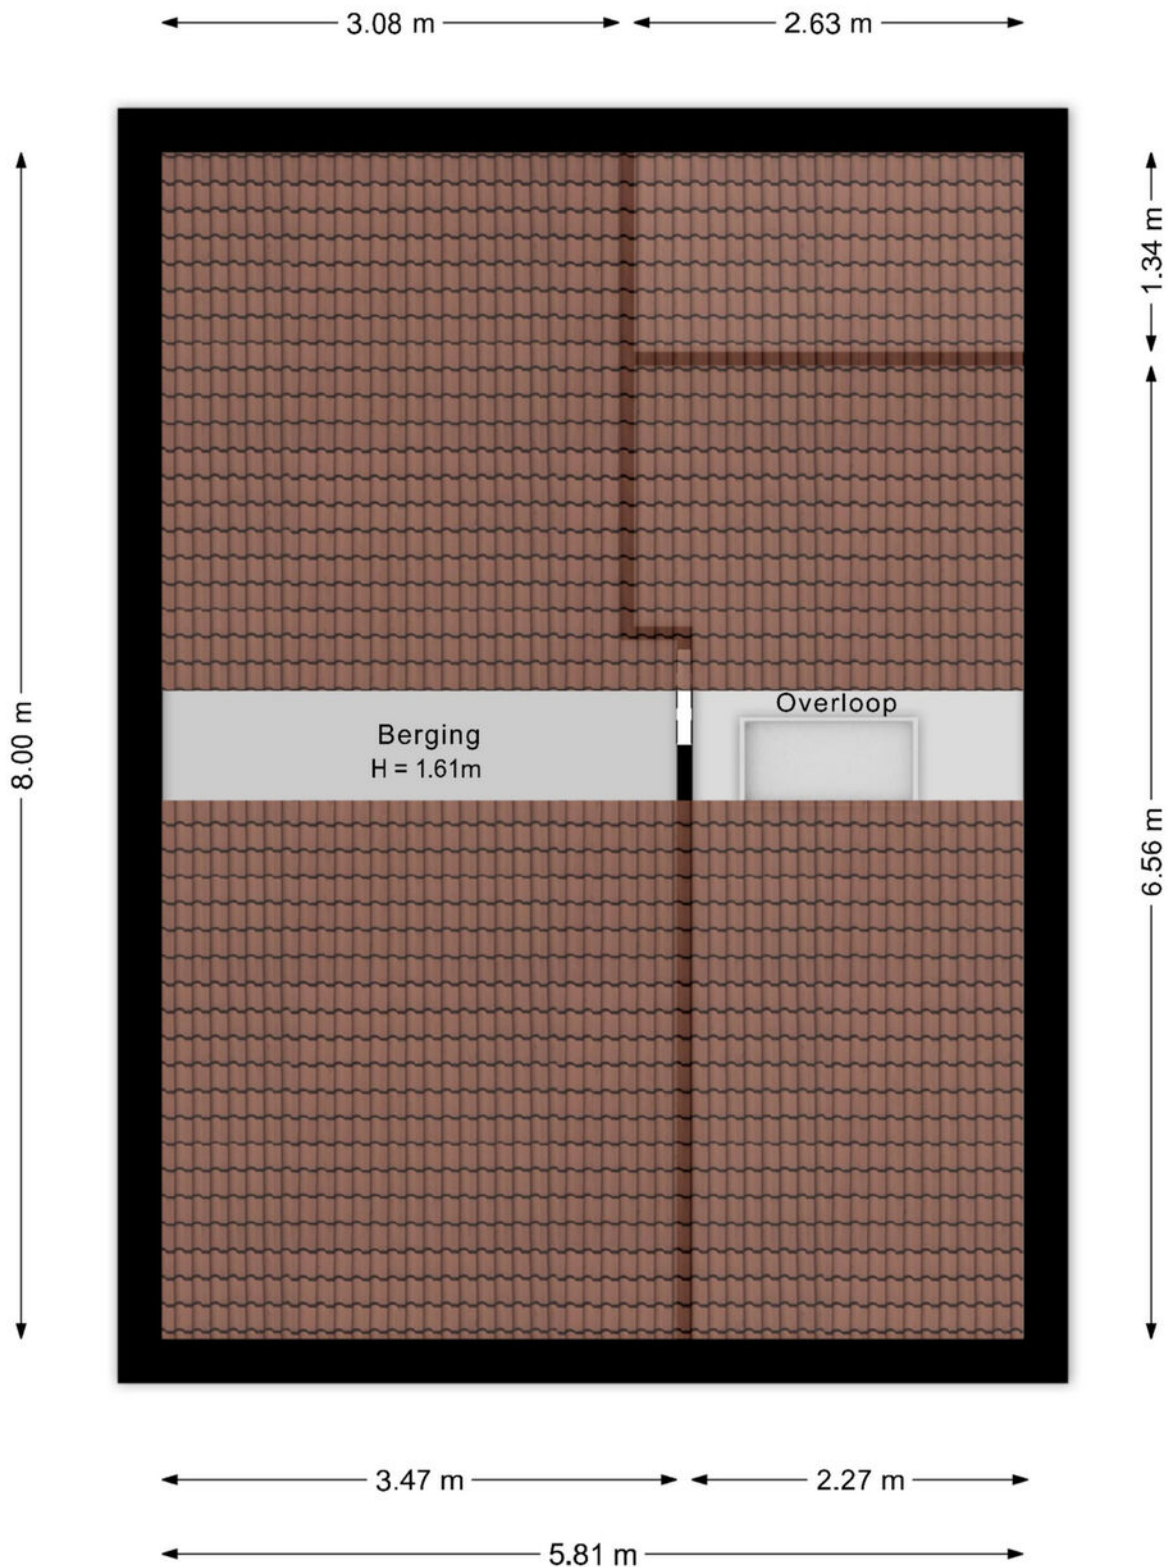 3.08 m
2.63 m
1.34 m
8.00 m
Overloop
Berging
H = 1.61m
6.56 m
3.47 m
2.27 m
5.81 m